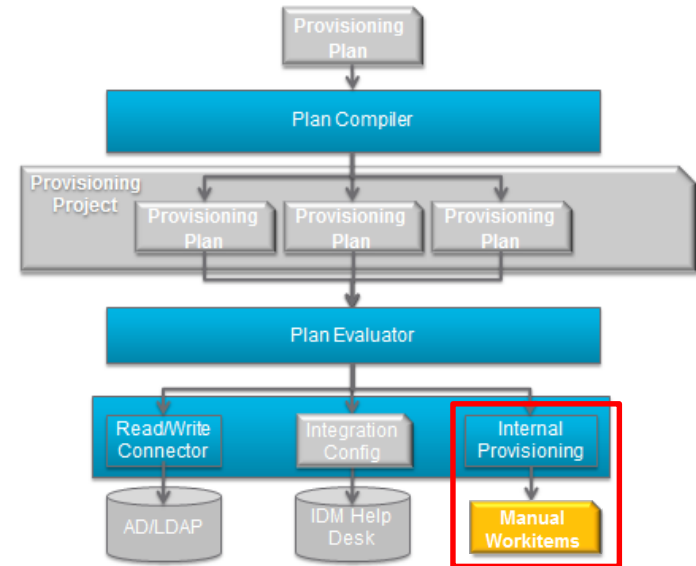 Provisioning
Plan
Plan Compiler
Provisioning
Project
Provisioning
Plan
Provisioning
Plan
Provisioning
Plan
Plan Evaluator
Read/Write
Connector
Integration
Config
Internal
Provisioning
AD/LDAP
IDM Help
Desk
Manual
Workitems